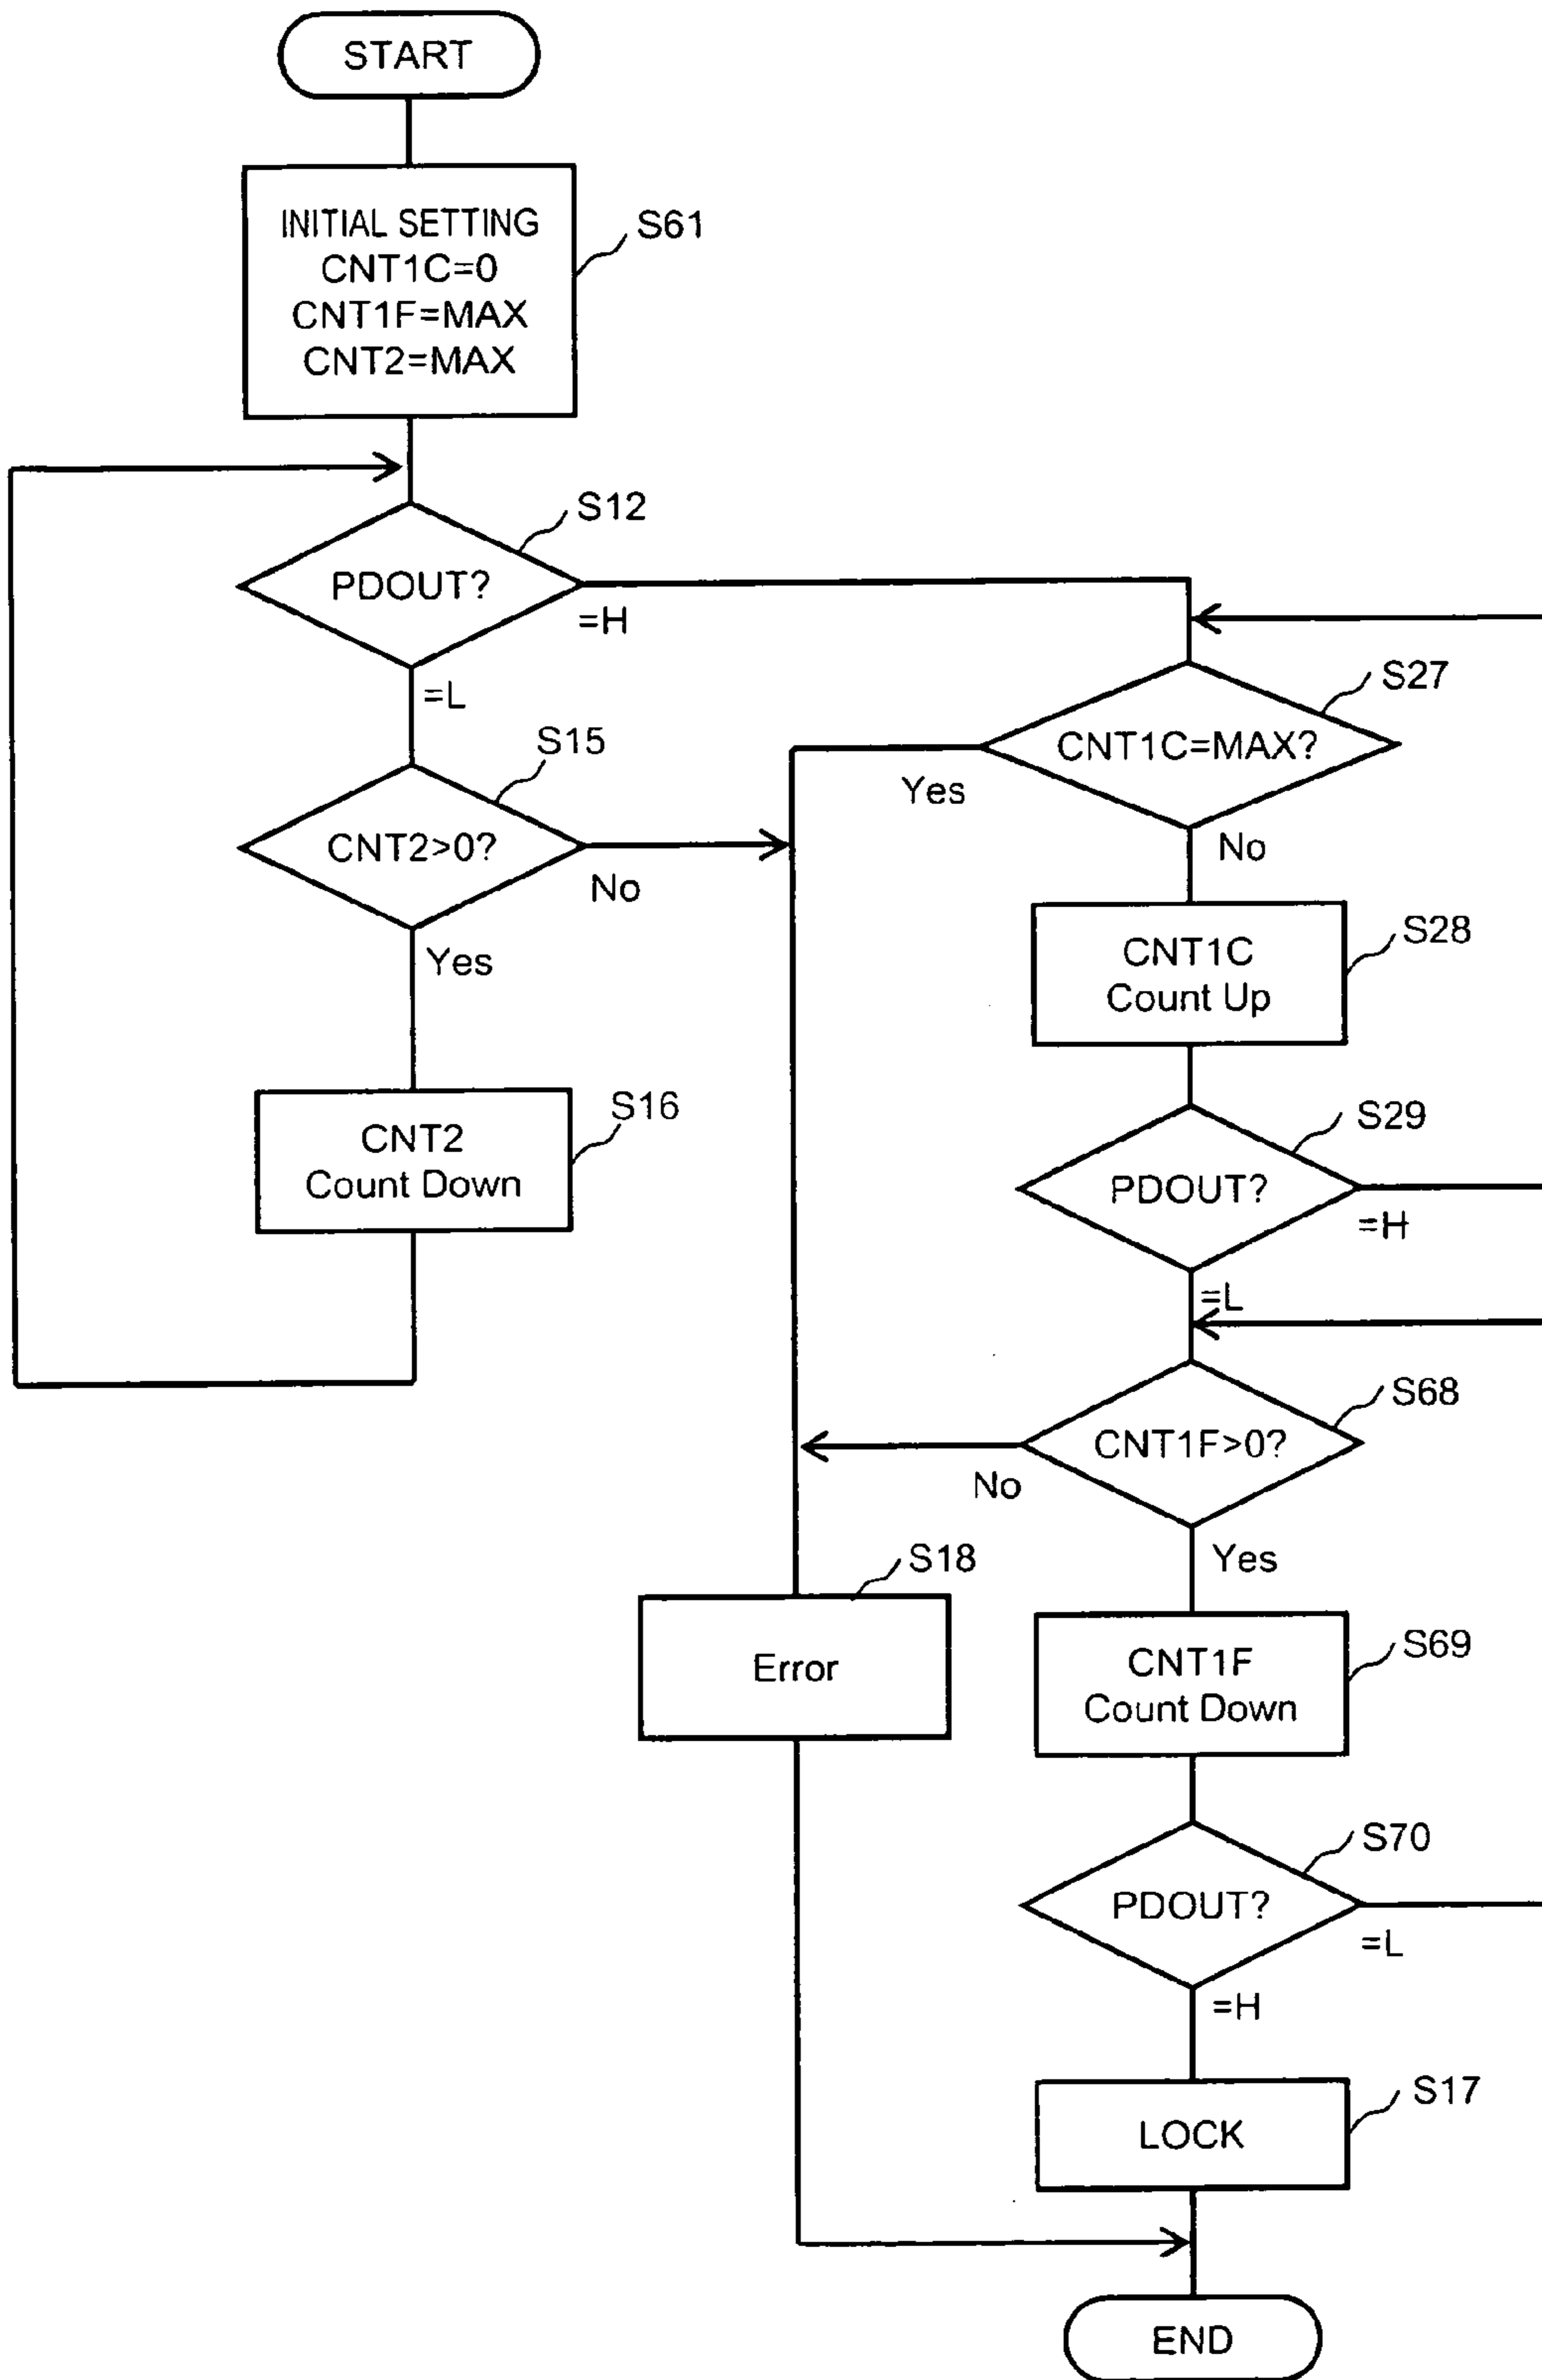 START
INITIAL SETTING
CNT1C=0
CNT1F=MAX
CNT2=MAX
S61
S12
PDOUT?
=H
=L
S27
CNT1C=MAX?
Yes
No
S15
CNT2>0?
No
Yes
S28
CNT1C
Count Up
S16
CNT2
Count Down
S29
PDOUT?
=H
=L
S68
CNT1F>0?
No
Yes
S18
Error
S69
CNT1F
Count Down
S70
PDOUT?
=L
=H
S17
LOCK
END